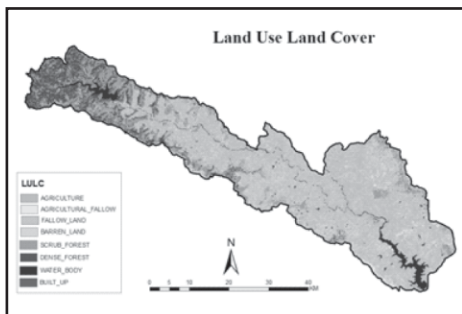 Land Use Land Cover
LULC
AGRICULTURE
AGRICULTURAL_FALLOW
FALLOW_LAND
BARREN_LAND
SCRUB_FOREST
DENSE_FOREST
WATER_BODY
BUILT_UP
N
0 5 10 20 30 40
KM